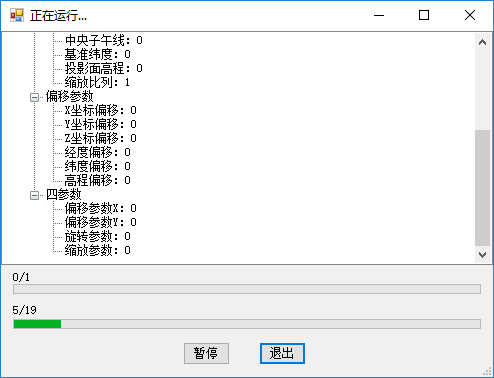 正在运行...
中央子午线：0
基准纬度：0
投影面高程：0
缩放比列：1
偏移参数
X坐标偏移：0
Y坐标偏移：0
Z坐标偏移：0
经度偏移：0
纬度偏移：0
高程偏移：0
四参数
偏移参数X：0
偏移参数Y：0
旋转参数：0
缩放参数：0
0/1
5/19
暂停 退出